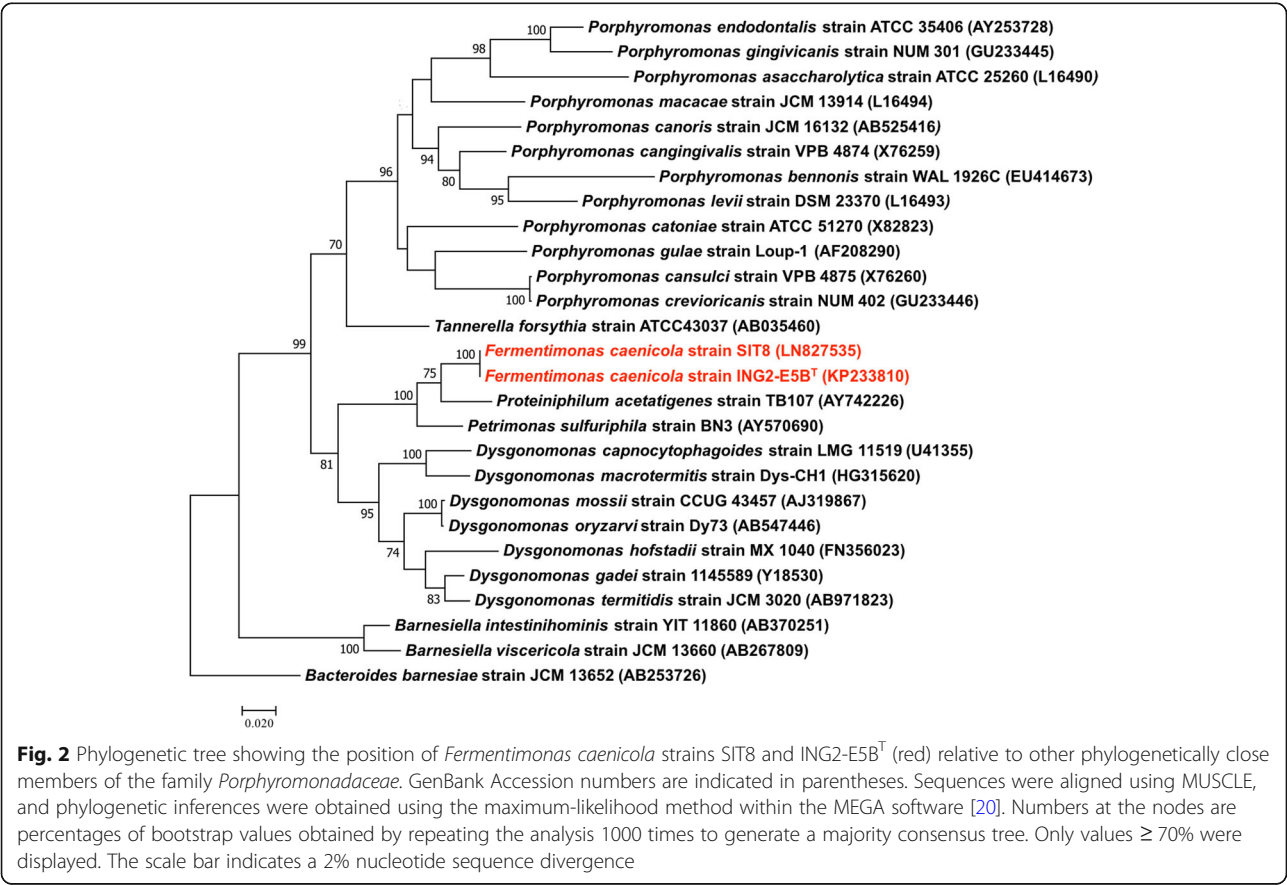 Porphyromonas endodontalis strain ATCC 35406 (AY253728)
100
Porphyromonas gingivicanis strain NUM 301 (GU233445)
98
Porphyromonas asaccharolytica strain ATCC 25260 (L16490)
Porphyromonas macacae strain JCM 13914 (L16494)
Porphyromonas canoris strain JCM 16132 (AB525416)
94
Porphyromonas cangingivalis strain VPB 4874 (X76259)
96
80
Porphyromonas bennonis strain WAL 1926C (EU414673)
95
Porphyromonas levii strain DSM 23370 (L16493)
Porphyromonas catoniae strain ATCC 51270 (X82823)
70
Porphyromonas gulae strain Loup-1 (AF208290)
Porphyromonas cansulci strain VPB 4875 (X76260)
100
Porphyromonas crevioricanis strain NUM 402 (GU233446)
Tannerella forsythia strain ATCC43037 (AB035460)
99
100
Fermentimonas caenicola strain SIT8 (LN827535)
75
Fermentimonas caenicola strain ING2-E5Bᵀ (KP233810)
100
Proteiniphilum acetatigenes strain TB107 (AY742226)
Petrimonas sulfuriphila strain BN3 (AY570690)
81
100
Dysgonomonas capnocytophagoides strain LMG 11519 (U41355)
Dysgonomonas macrotermitis strain Dys-CH1 (HG315620)
95
100
Dysgonomonas mossii strain CCUG 43457 (AJ319867)
Dysgonomonas oryzarvi strain Dy73 (AB547446)
74
Dysgonomonas hofstadii strain MX 1040 (FN356023)
Dysgonomonas gadei strain 1145589 (Y18530)
83
Dysgonomonas termitidis strain JCM 3020 (AB971823)
Barnesiella intestinihominis strain YIT 11860 (AB370251)
100
Barnesiella viscericola strain JCM 13660 (AB267809)
Bacteroides barnesiae strain JCM 13652 (AB253726)
0.020
Fig. 2 Phylogenetic tree showing the position of Fermentimonas caenicola strains SIT8 and ING2-E5Bᵀ (red) relative to other phylogenetically close
members of the family Porphyromonadaceae. GenBank Accession numbers are indicated in parentheses. Sequences were aligned using MUSCLE,
and phylogenetic inferences were obtained using the maximum-likelihood method within the MEGA software [20]. Numbers at the nodes are
percentages of bootstrap values obtained by repeating the analysis 1000 times to generate a majority consensus tree. Only values ≥ 70% were
displayed. The scale bar indicates a 2% nucleotide sequence divergence